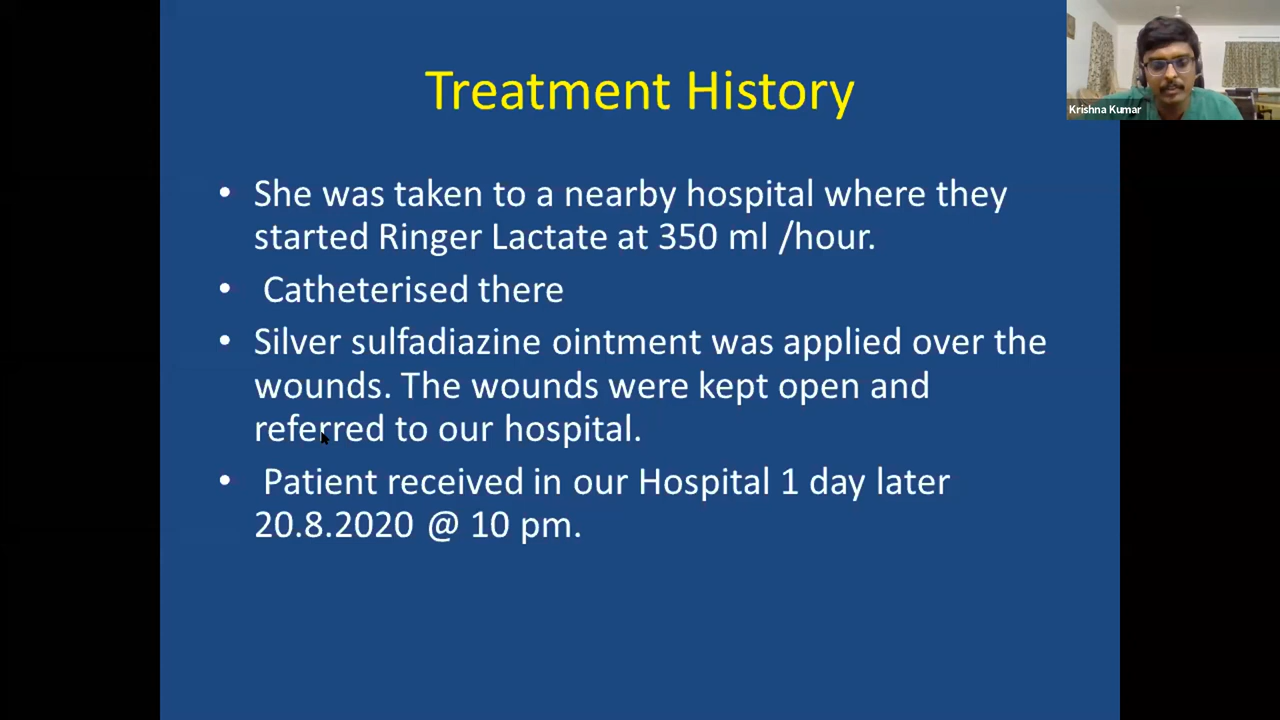 Treatment History
Krishna Kumar
• She was taken to a nearby hospital where they
started Ringer Lactate at 350 ml /hour.
• Catheterised there
• Silver sulfadiazine ointment was applied over the
wounds. The wounds were kept open and
referred to our hospital.
• Patient received in our Hospital 1 day later
20.8.2020 @ 10 pm.